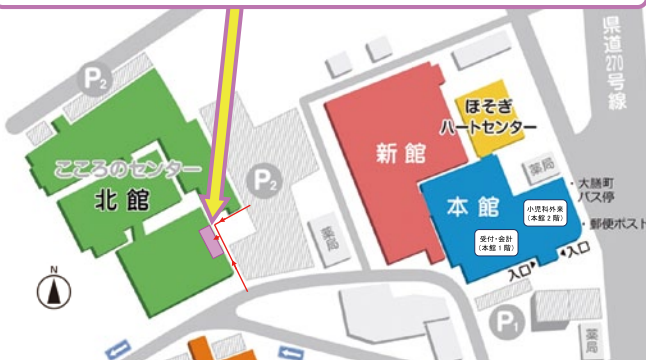 県道270号線
P2
ほそぎ
ハートセンター
こころのセンター
新館
薬局
北館
P2
大膳町
バス停
本館
小児科外来
（本館２階）
郵便ポスト
薬局
受付・会計
（本館１階）
入口
入口
N
P1
薬局